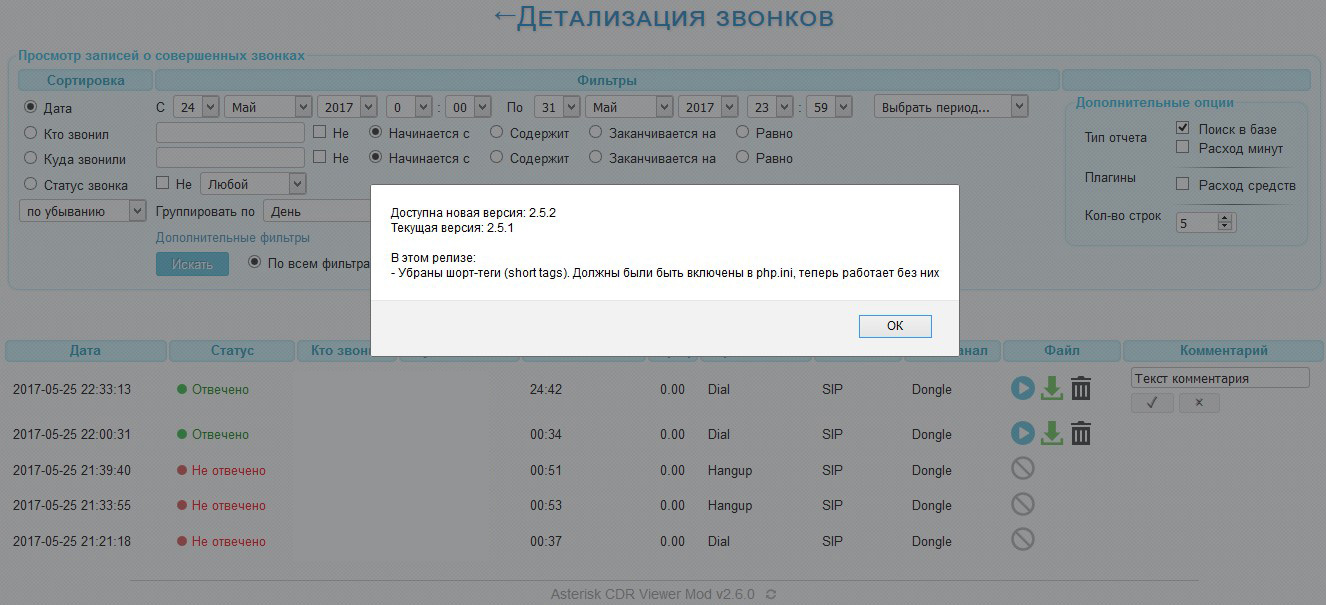 ←Детализация звонков
Просмотр записей о совершенных звонках
Сортировка Фильтры
Дата С 24 Май 2017 0 : 00 По 31 Май 2017 23 : 59 Выбрать период...
Кто звонил Не Начинается с Содержит Заканчивается на Равно
Куда звонили Не Начинается с Содержит Заканчивается на Равно
Статус звонка Не Любой
по убыванию Группировать по День
Дополнительные фильтры
Искать По всем фильтра
Дополнительные опции
Тип отчета Поиск в базе
Расход минут
Плагины Расход средств
Кол-во строк 5
Доступна новая версия: 2.5.2
Текущая версия: 2.5.1
В этом релизе:
- Убраны шорт-теги (short tags). Должны были быть включены в php.ini, теперь работает без них
ОК
Дата Статус Кто звон анал Файл Комментарий
2017-05-25 22:33:13 Отвечено 24:42 0.00 Dial SIP Dongle Текст комментария
✓ ×
2017-05-25 22:00:31 Отвечено 00:34 0.00 Dial SIP Dongle
2017-05-25 21:39:40 Не отвечено 00:51 0.00 Hangup SIP Dongle
2017-05-25 21:33:55 Не отвечено 00:53 0.00 Hangup SIP Dongle
2017-05-25 21:21:18 Не отвечено 00:37 0.00 Dial SIP Dongle
Asterisk CDR Viewer Mod v2.6.0